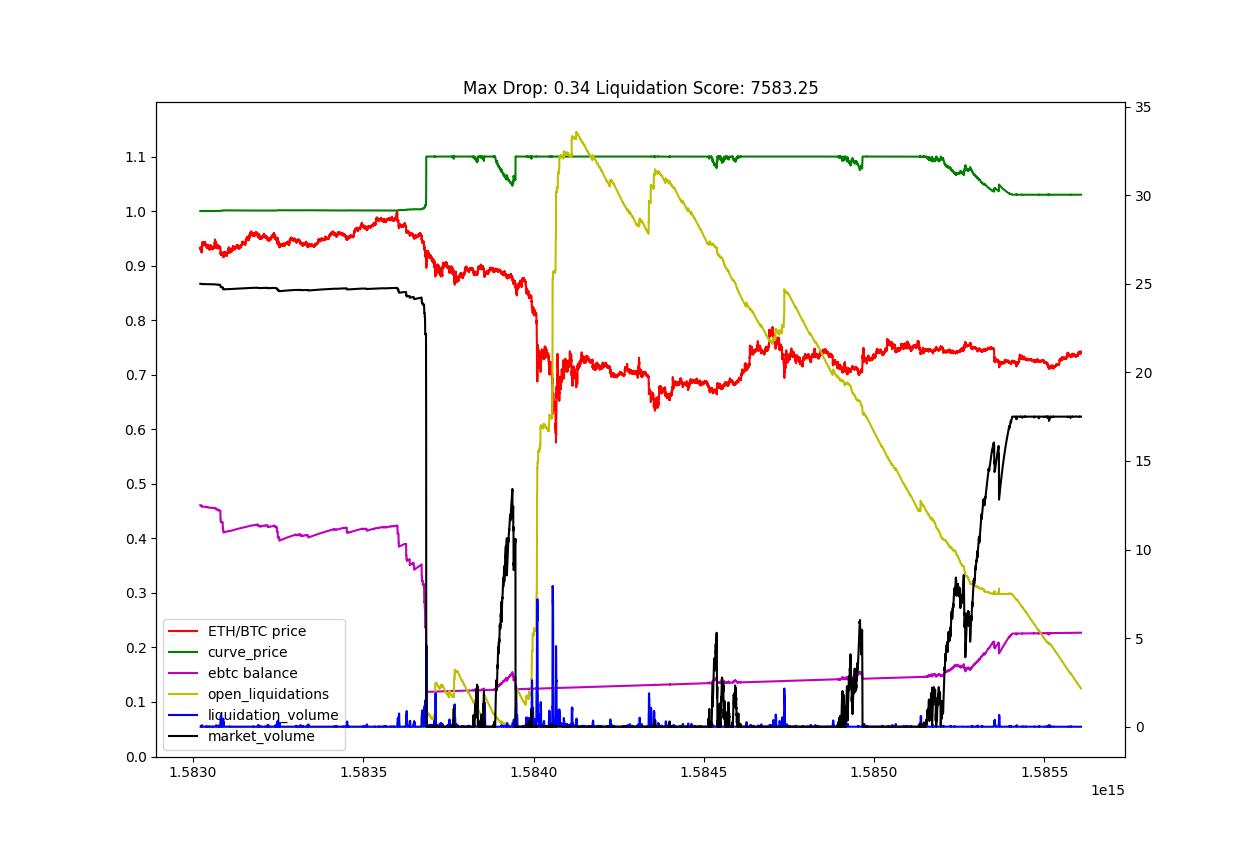 Max Drop: 0.34 Liquidation Score: 7583.25
1.1
1.0
0.9
0.8
0.7
0.6
0.5
0.4
0.3
0.2
0.1
0.0
35
30
25
20
15
10
5
0
ETH/BTC price
curve_price
ebtc balance
open_liquidations
liquidation_volume
market_volume
1.5830 1.5835 1.5840 1.5845 1.5850 1.5855
1e15